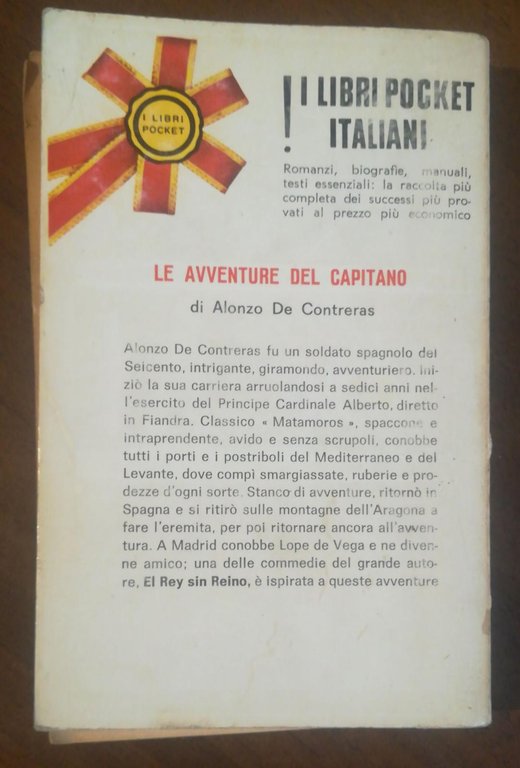 I LIBRI
POCKET
! I LIBRI POCKET
ITALIANI
Romanzi, biografie, manuali,
testi essenziali: la raccolta più
completa dei successi più pro-
vati al prezzo più economico
LE AVVENTURE DEL CAPITANO
di Alonzo De Contreras
Alonzo De Contreras fu un soldato spagnolo del
Seicento, intrigante, giramondo, avventuriero. Ini-
ziò la sua carriera arruolandosi a sedici anni nel-
l'esercito del Principe Cardinale Alberto, diretto
in Fiandra. Classico « Matamoros », spaccone e
intraprendente, avido e senza scrupoli, conobbe
tutti i porti e i postriboli del Mediterraneo e del
Levante, dove compì smargiassate, ruberie e pro-
dezze d'ogni sorte. Stanco di avventure, ritornò in
Spagna e si ritirò sulle montagne dell'Aragona a
fare l'eremita, per poi ritornare ancora all'avven-
tura. A Madrid conobbe Lope de Vega e ne diven-
ne amico; una delle commedie del grande auto-
re, El Rey sin Reino, è ispirata a queste avventure